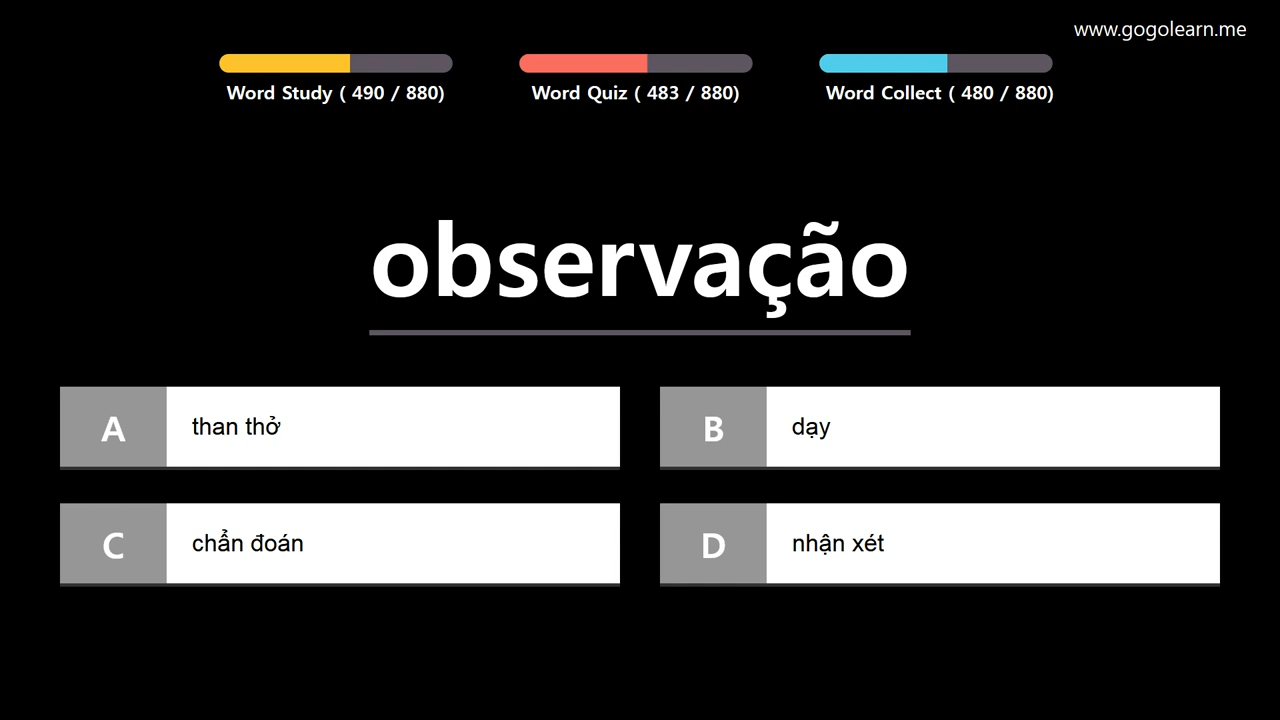 www.gogolearn.me
Word Study ( 490 / 880)
Word Quiz ( 483 / 880)
Word Collect ( 480 / 880)
observação
A
than thở
B
dạy
C
chẩn đoán
D
nhận xét